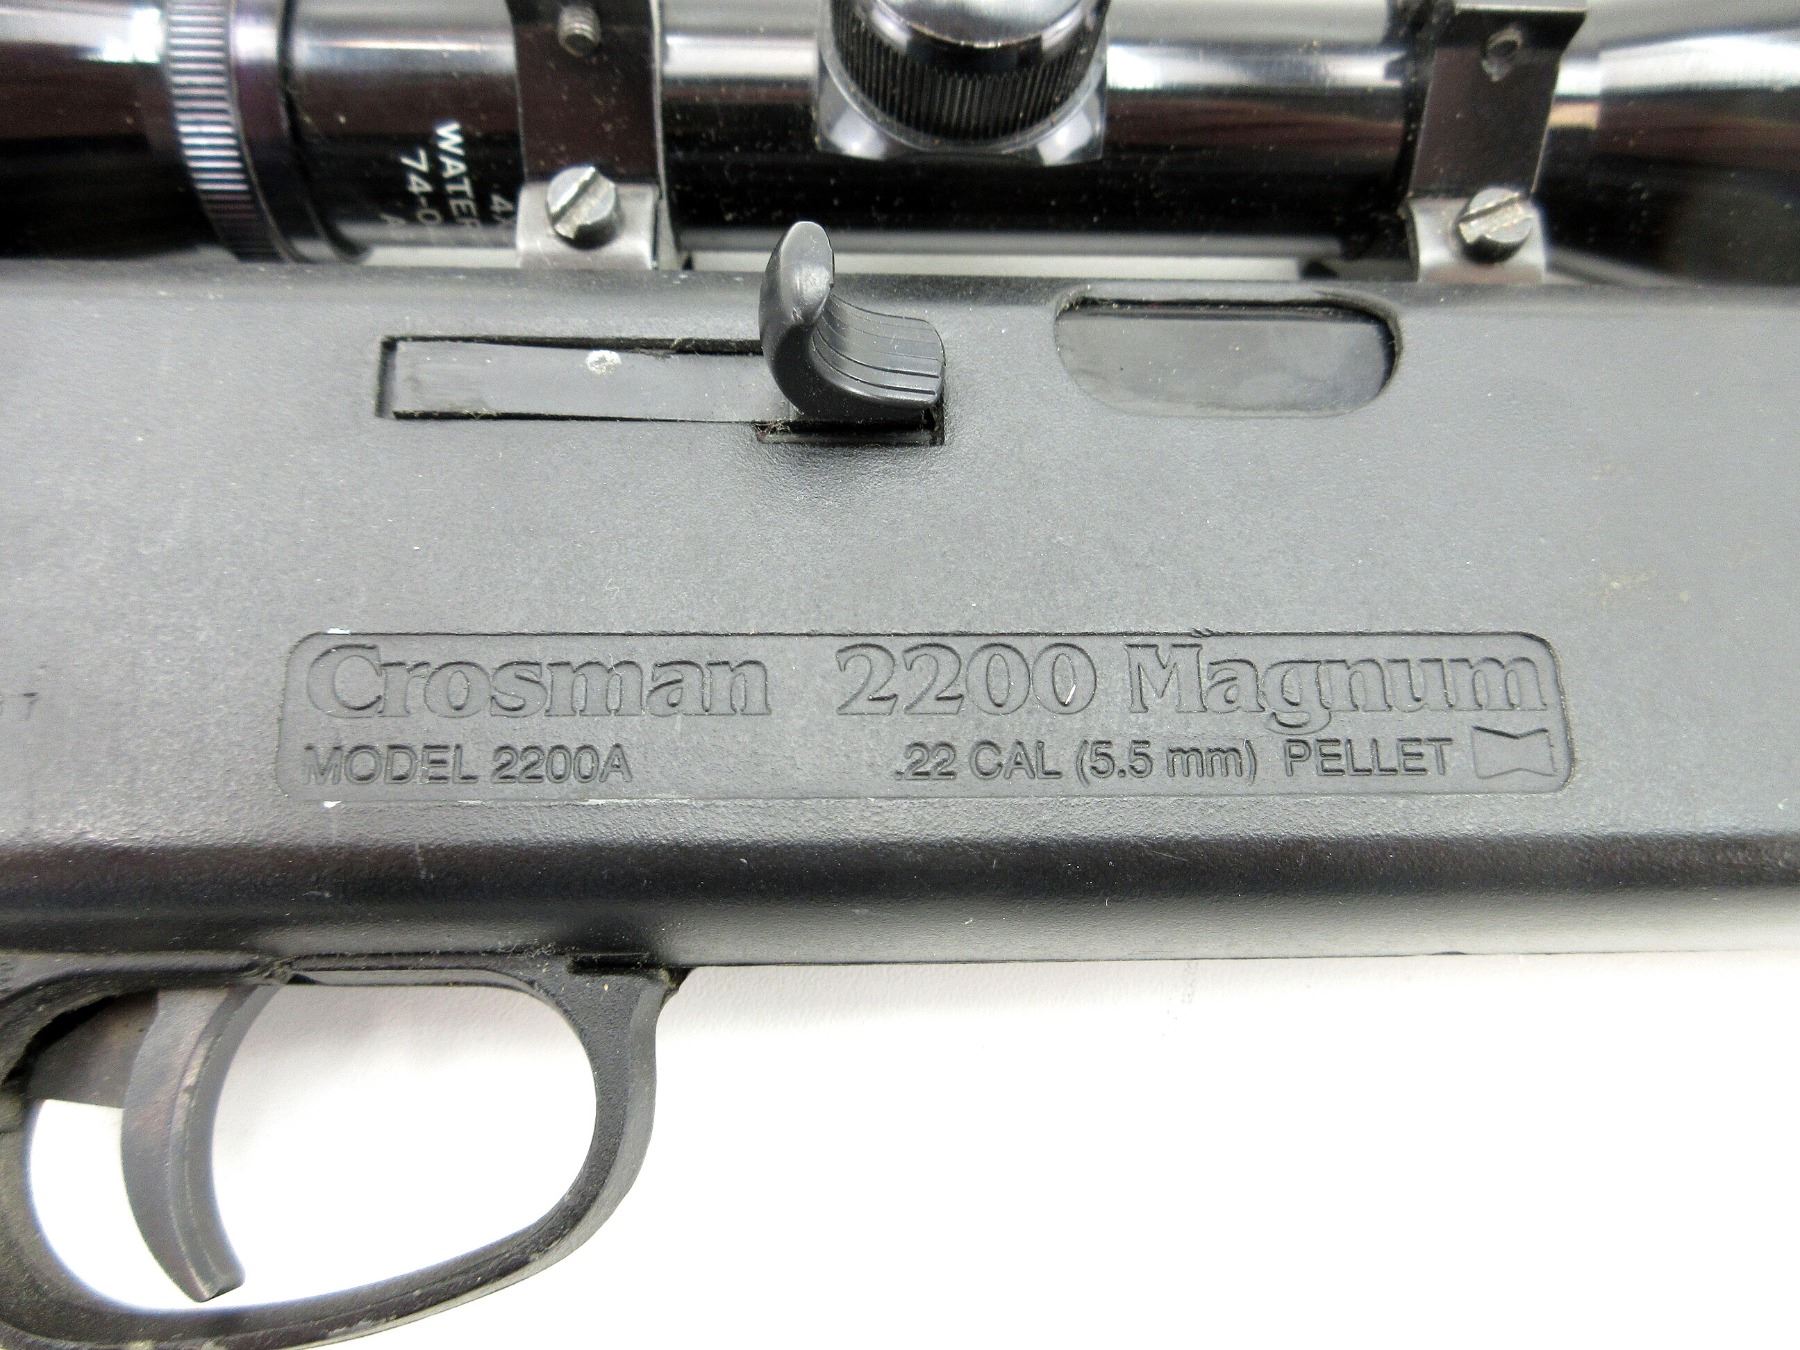 Crosman 2200 Magnum
MODEL 2200A .22 CAL (5.5 mm) PELLET